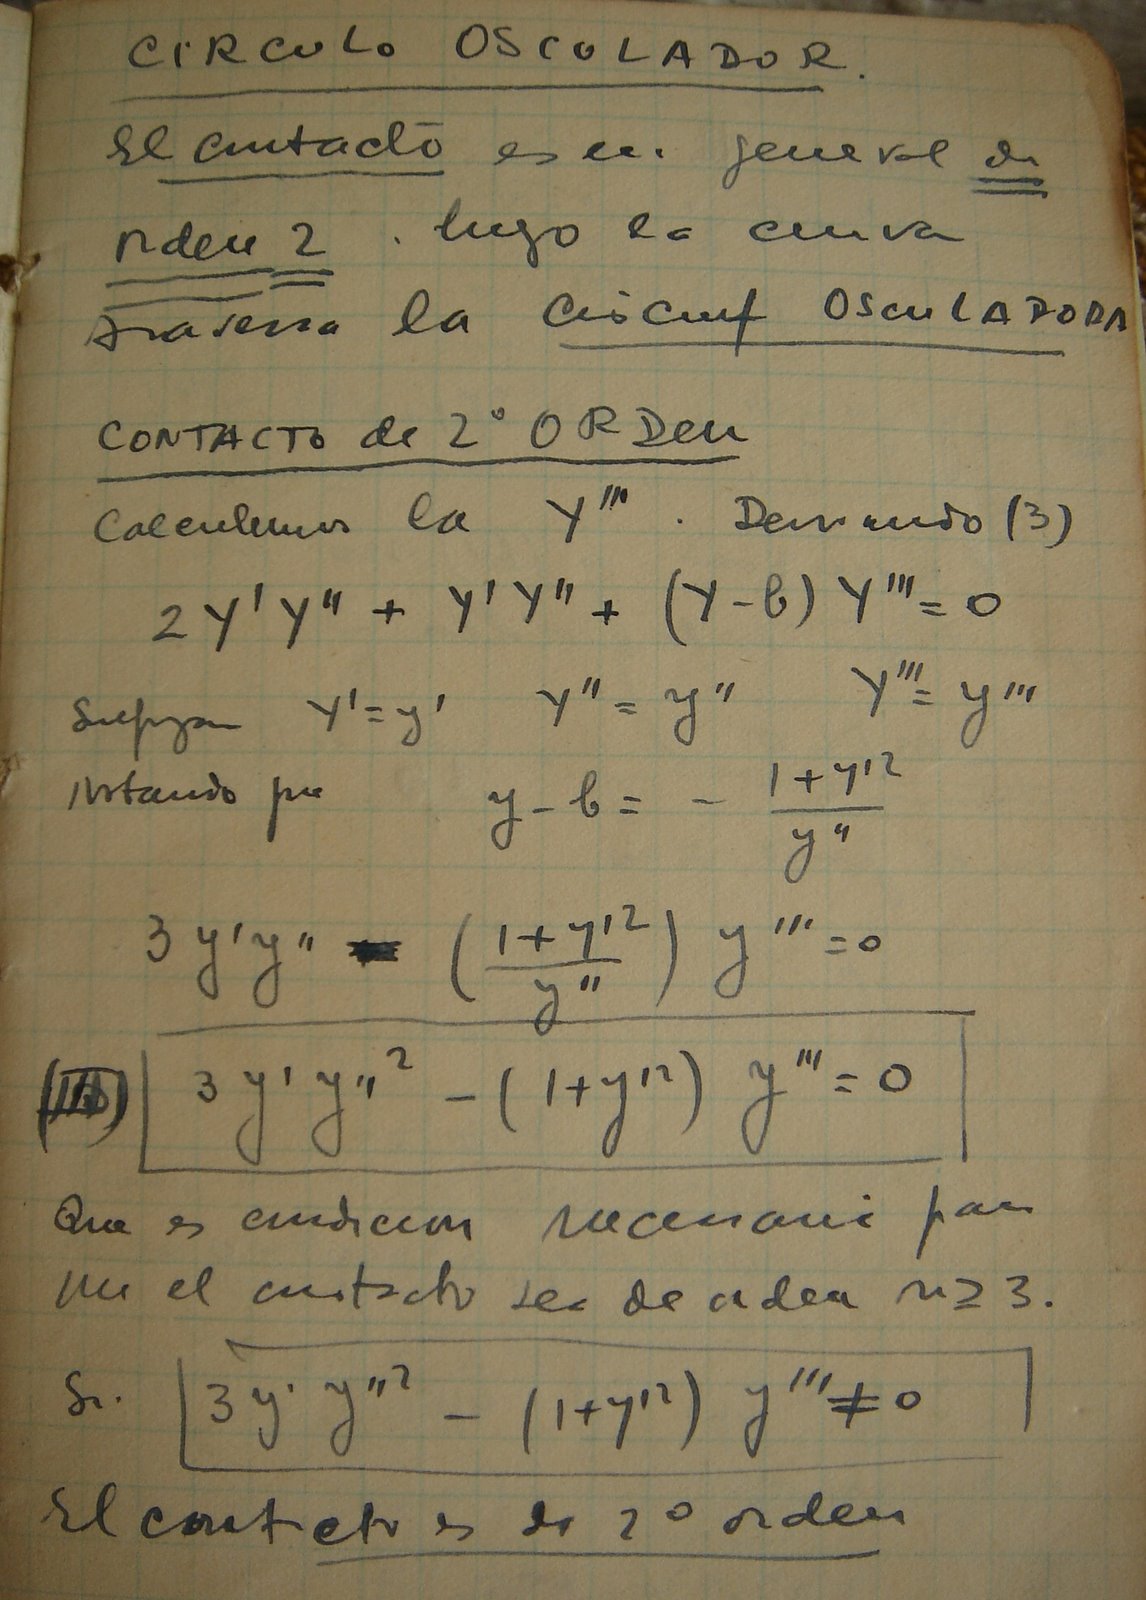 CIRCULO OSCULADOR.
El contacto es en general de
orden 2 . luego la curva
traviesa la circunf OSCULADORA
CONTACTO de 2° ORDEN
Calculemos la Y''' . Derivando (3)
2Y'Y'' + Y'Y'' + (Y-b) Y''' = 0
Y' = y' Y'' = y'' Y''' = y'''
Notando que y-b = - (1+y'²)/y''
3y'y'' - ((1+y'²)/y'') y''' = 0
3y'y''² - (1+y'²) y''' = 0
Que es condicion necesaria para
que el contacto sea de orden n ≥ 3.
Si. 3y'y''² - (1+y'²) y''' ≠ 0
El contacto es de 2° orden